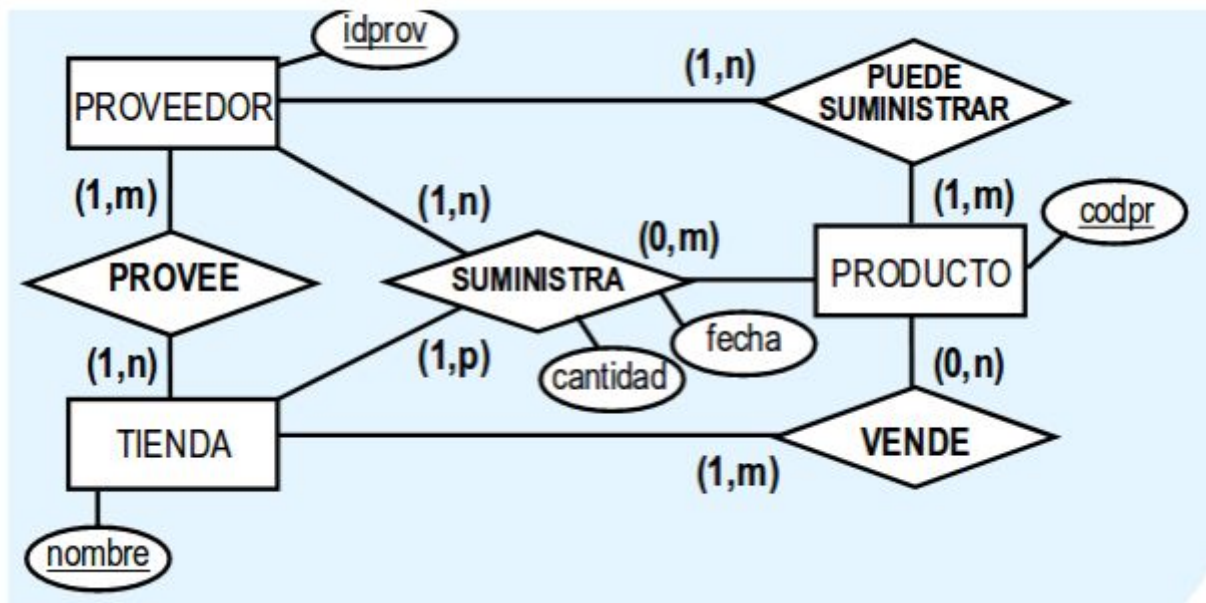 idprov
PROVEEDOR
(1,n)
PUEDE
SUMINISTRAR
(1,m)
(1,n)
(0,m)
(1,m)
codpr
PROVEE
SUMINISTRA
PRODUCTO
(1,n)
(1,p)
cantidad
fecha
(0,n)
TIENDA
(1,m)
VENDE
nombre